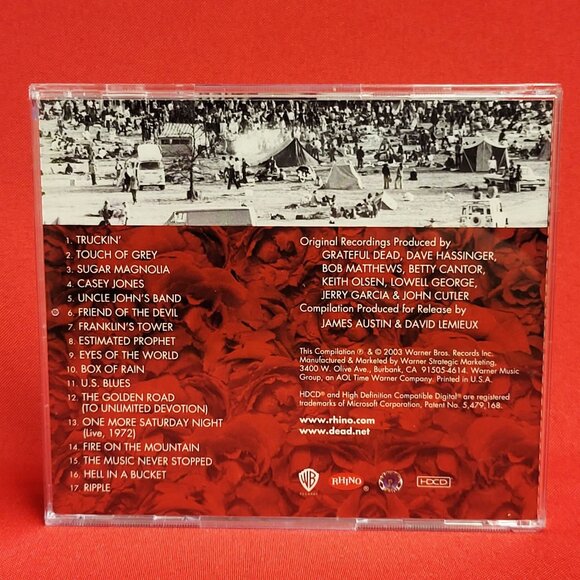 1. TRUCKIN'
2. TOUCH OF GREY
3. SUGAR MAGNOLIA
4. CASEY JONES
5. UNCLE JOHN'S BAND
6. FRIEND OF THE DEVIL
7. FRANKLIN'S TOWER
8. ESTIMATED PROPHET
9. EYES OF THE WORLD
10. BOX OF RAIN
11. U.S. BLUES
12. THE GOLDEN ROAD
(TO UNLIMITED DEVOTION)
13. ONE MORE SATURDAY NIGHT
(Live, 1972)
14. FIRE ON THE MOUNTAIN
15. THE MUSIC NEVER STOPPED
16. HELL IN A BUCKET
17. RIPPLE
Original Recordings Produced by
GRATEFUL DEAD, DAVE HASSINGER,
BOB MATTHEWS, BETTY CANTOR,
KEITH OLSEN, LOWELL GEORGE,
JERRY GARCIA & JOHN CUTLER
Compilation Produced for Release by
JAMES AUSTIN & DAVID LEMIEUX
This Compilation ℗ & © 2003 Warner Bros. Records Inc.
Manufactured & Marketed by Warner Strategic Marketing,
3400 W. Olive Ave., Burbank, CA 91505-4614. Warner Music
Group, an AOL Time Warner Company. Printed in U.S.A.
HDCD® and High Definition Compatible Digital® are registered
trademarks of Microsoft Corporation, Patent No. 5,479,168.
www.rhino.com
www.dead.net
WB
RHINO ®
HDCD